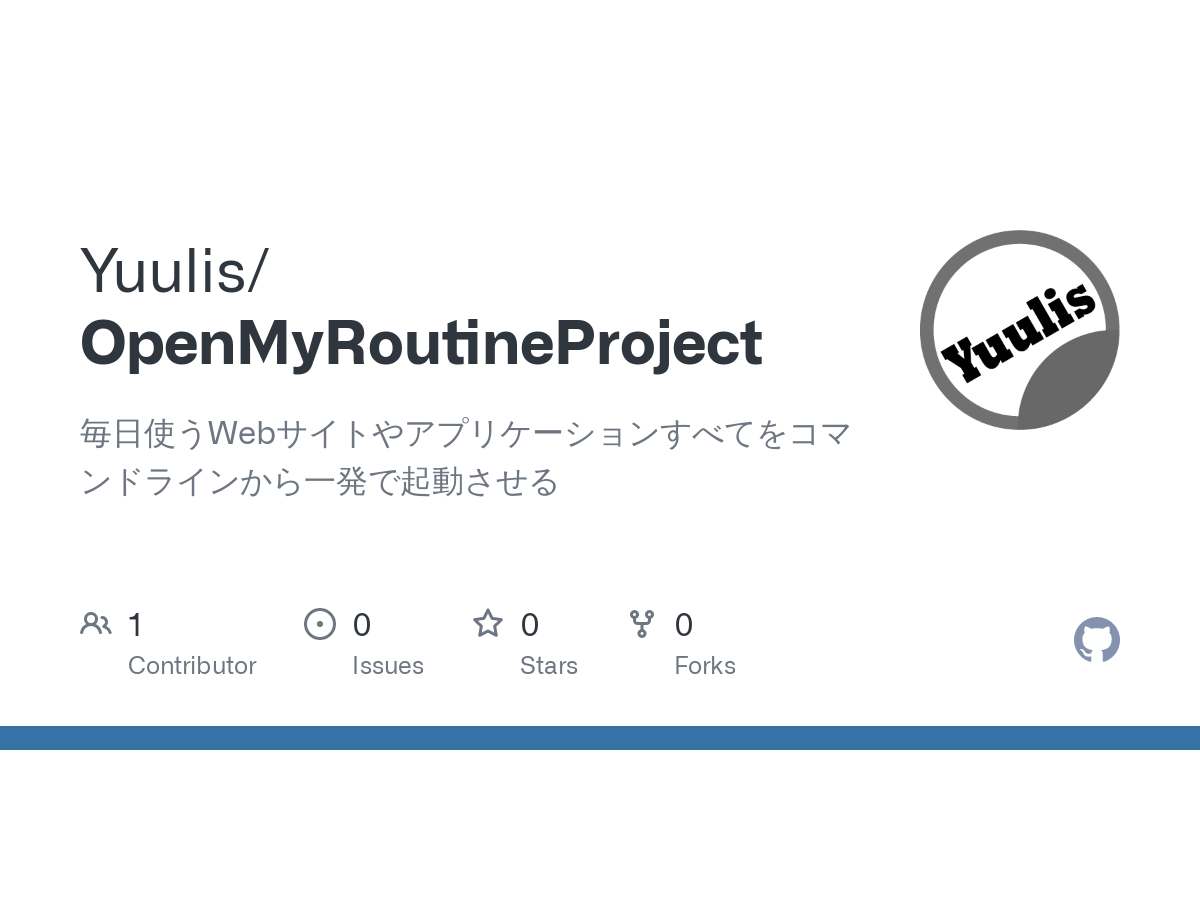 Yuulis/
OpenMyRoutineProject
Yuulis
毎日使うWebサイトやアプリケーションすべてをコマ
ンドラインから一発で起動させる
1
Contributor
0
Issues
0
Stars
0
Forks